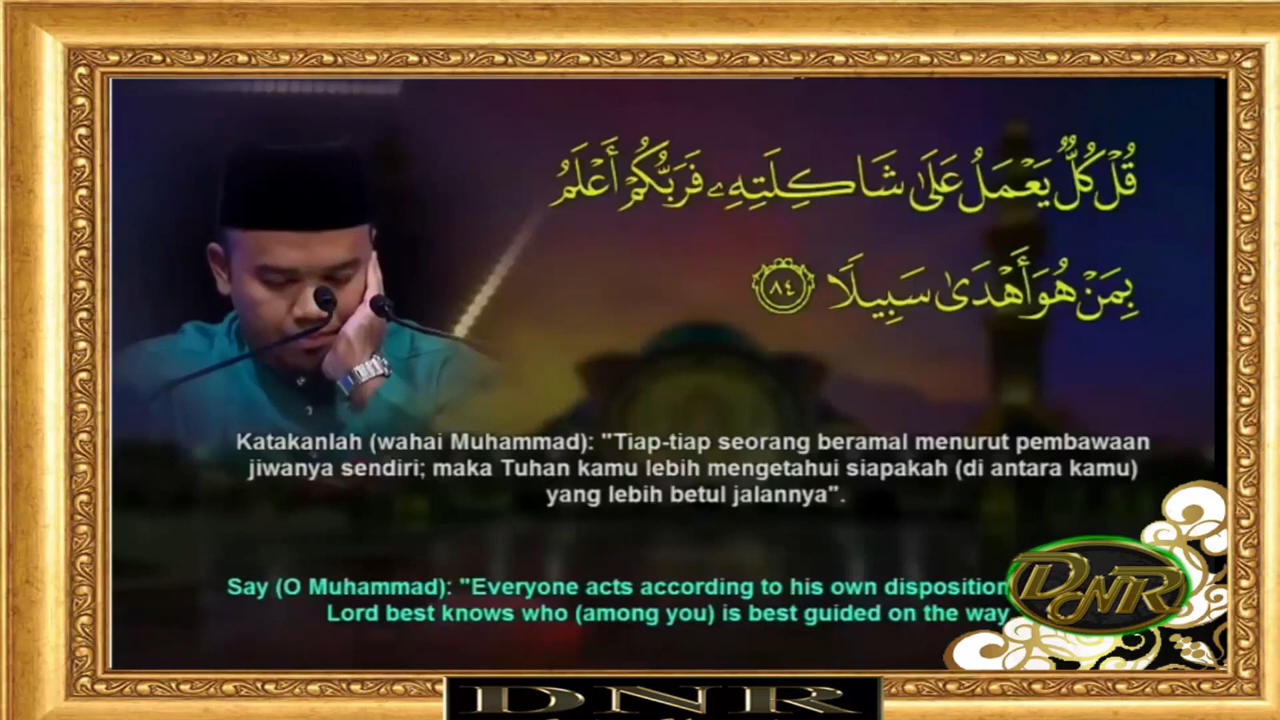 قُلْ كُلٌّ يَعْمَلُ عَلَىٰ شَاكِلَتِهِۦ فَرَبُّكُمْ أَعْلَمُ
بِمَنْ هُوَ أَهْدَىٰ سَبِيلًا ٨٤
Katakanlah (wahai Muhammad): "Tiap-tiap seorang beramal menurut pembawaan
jiwanya sendiri; maka Tuhan kamu lebih mengetahui siapakah (di antara kamu)
yang lebih betul jalannya".
Say (O Muhammad): "Everyone acts according to his own disposition
Lord best knows who (among you) is best guided on the way
DNR
DNR